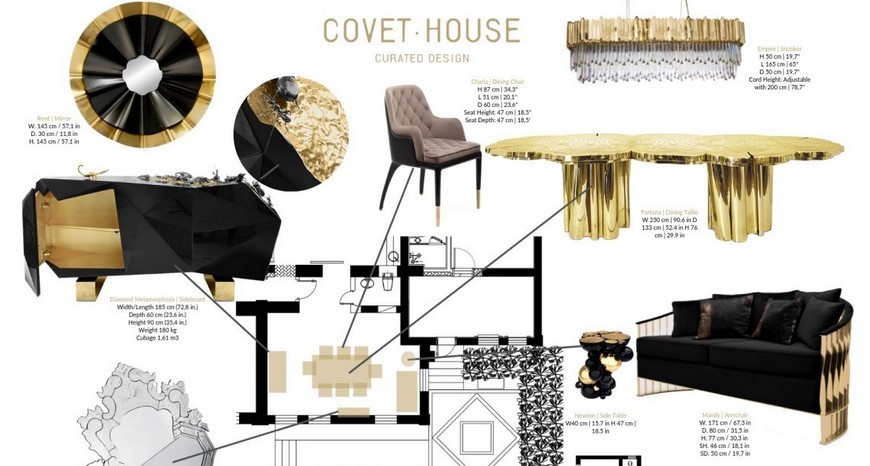 COVET·HOUSE
CURATED DESIGN
Empire | Snooker
H 50 cm | 19,7"
L 165 cm | 65"
D 50 cm | 19,7"
Cord Height: Adjustable
with 200 cm | 78,7"
Charla | Dining Chair
H 87 cm | 34,3"
L 51 cm | 20,1"
D 60 cm | 23,6"
Seat Height: 47 cm | 18,5"
Seat Depth: 47 cm | 18,5'
W. 145 cm / 57,1 in
D. 30 cm / 11,8 in
H. 145 cm / 57,1 in
Fortuna | Dining Table
W 230 cm | 90.6 in D
133 cm | 52.4 in H 76
cm | 29.9 in
Diamond Metamorphosis | Sideboard
Width/Length 185 cm (72,8 in.)
Depth 60 cm (23,6 in.)
Height 90 cm (35,4 in.)
Weight 180 kg
Cubage 1,61 m3
Newton | Side Table
W40 cm | 15.7 in H 47 cm |
18.5 in
Mandy | Armchair
W. 171 cm / 67,3 in
D. 80 cm / 31,5 in
H. 77 cm / 30,3 in
SH. 46 cm / 18,1 in
SD. 50 cm / 19.7 in